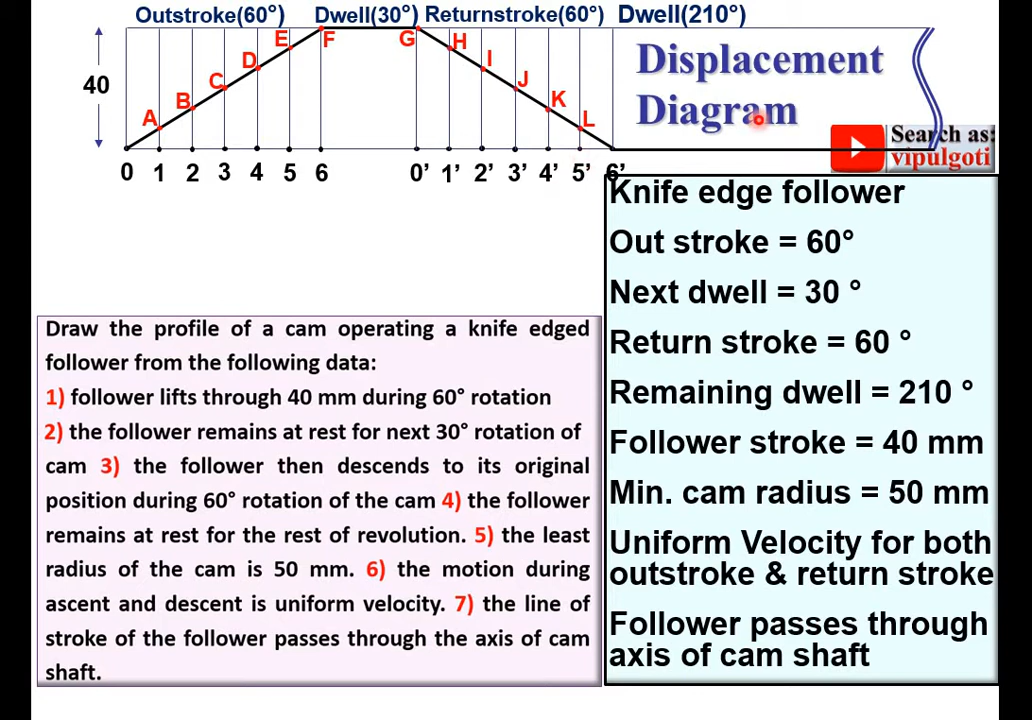 Outstroke(60°) Dwell(30°) Returnstroke(60°) Dwell(210°)
40
A B C D E F G H I J K L
0 1 2 3 4 5 6 0' 1' 2' 3' 4' 5' 6'
Displacement
Diagram
Search as:
vipulgoti
Knife edge follower
Out stroke = 60°
Next dwell = 30 °
Return stroke = 60 °
Remaining dwell = 210 °
Follower stroke = 40 mm
Min. cam radius = 50 mm
Uniform Velocity for both
outstroke & return stroke
Follower passes through
axis of cam shaft
Draw the profile of a cam operating a knife edged
follower from the following data:
1) follower lifts through 40 mm during 60° rotation
2) the follower remains at rest for next 30° rotation of
cam 3) the follower then descends to its original
position during 60° rotation of the cam 4) the follower
remains at rest for the rest of revolution. 5) the least
radius of the cam is 50 mm. 6) the motion during
ascent and descent is uniform velocity. 7) the line of
stroke of the follower passes through the axis of cam
shaft.